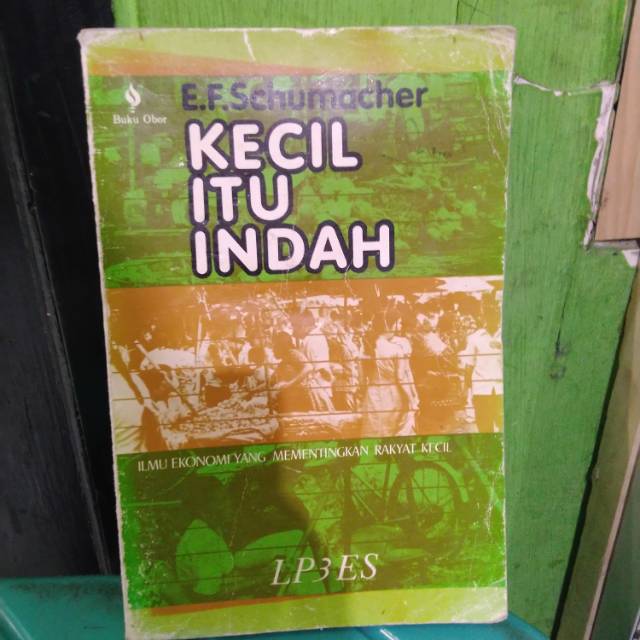 E.F.Schumacher
Buku Obor
KECIL
ITU
INDAH
ILMU EKONOMI YANG MEMENTINGKAN RAKYAT KECIL
LP3ES